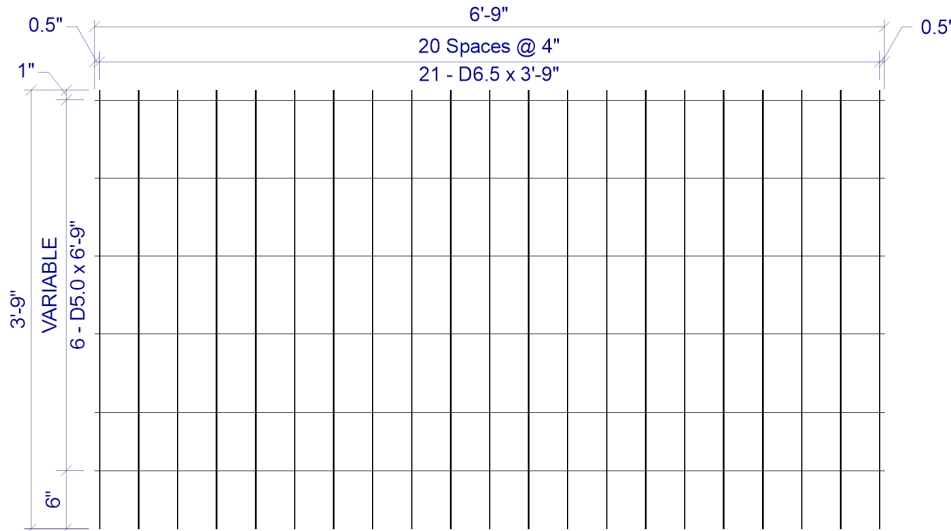 6'-9"
0.5"
0.5"
20 Spaces @ 4"
21 - D6.5 x 3'-9"
1"
3'-9"
VARIABLE
6 - D5.0 x 6'-9"
6"